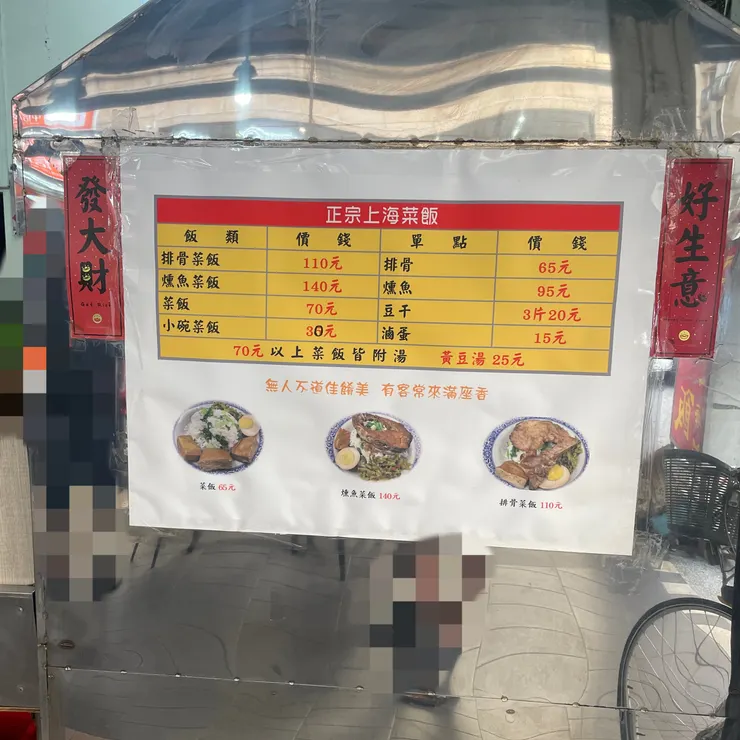 發大財
好生意
正宗上海菜飯
飯類 價錢 單點 價錢
排骨菜飯 110元 排骨 65元
燻魚菜飯 140元 燻魚 95元
菜飯 70元 豆干 3片20元
小碗菜飯 30元 滷蛋 15元
70元以上菜飯皆附湯 黃豆湯25元
無人不道佳餚美 有客常來滿座香
菜飯 65元
燻魚菜飯 140元
排骨菜飯 110元